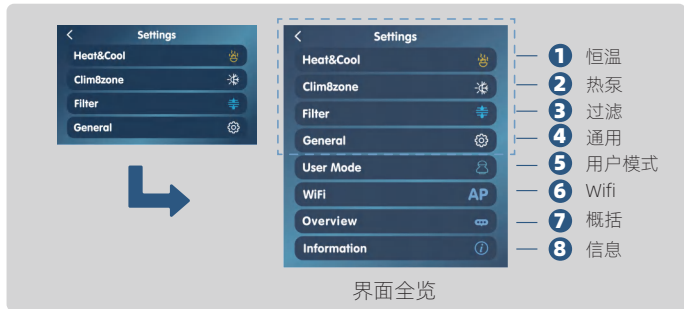 Settings
Heat&Cool
Clim8zone
Filter
General
Settings
Heat&Cool
Clim8zone
Filter
General
User Mode
WiFi AP
Overview
Information
1 恒温
2 热泵
3 过滤
4 通用
5 用户模式
6 Wifi
7 概括
8 信息
界面全览